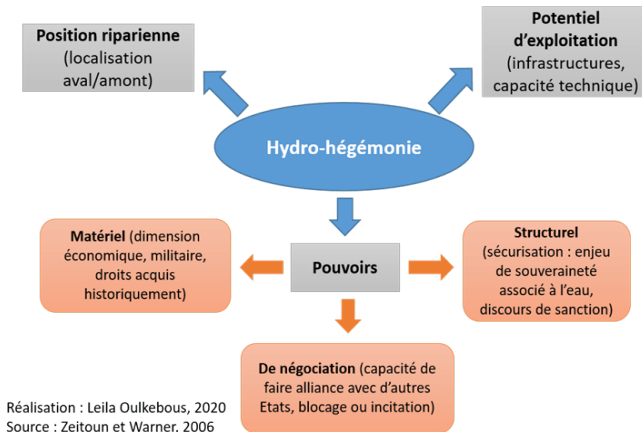 Position riparienne
(localisation
aval/amont)
Potentiel
d'exploitation
(infrastructures,
capacité technique)
Hydro-hégémonie
Matériel (dimension
économique, militaire,
droits acquis
historiquement)
Pouvoirs
Structurel
(sécurisation : enjeu
de souveraineté
associé à l'eau,
discours de sanction)
De négociation (capacité de
faire alliance avec d'autres
Etats, blocage ou incitation)
Réalisation : Leila Oulkebous, 2020
Source : Zeitoun et Warner, 2006